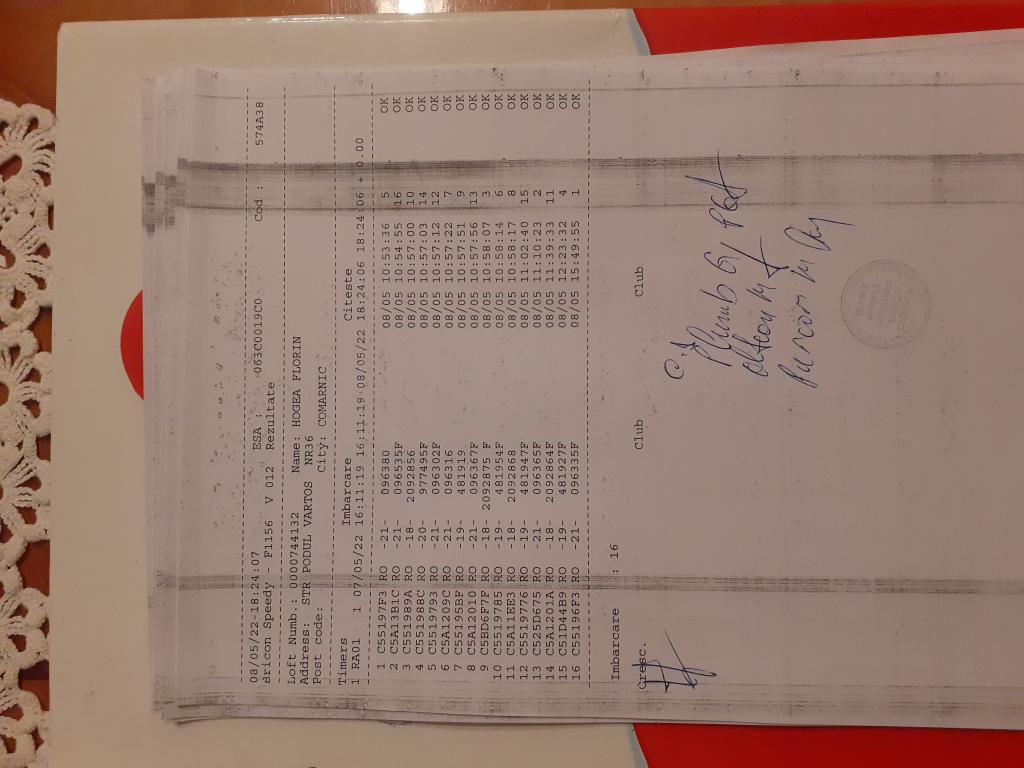 08/05/22-18:24:07 ESA : 063C0019C0 Cod : 574A38
Bricon Speedy - F1156 V 012 Rezultate
Loft Numb.: 0000744132 Name: HOGEA FLORIN
Address: STR PODUL VARTOS NR36
Post code: City: COMARNIC
Timers Imbarcare Citeste
1 RA01 1 07/05/22 16:11:19 16:11:19 08/05/22 18:24:06 18:24:06 + 0.00
1 C55197F3 RO -21- 096380 08/05 10:53:36 5 OK
2 C5A13B1C RO -21- 096535F 08/05 10:54:55 16 OK
3 C551989A RO -18- 2092856 08/05 10:57:00 10 OK
4 C551988C RO -20- 977495F 08/05 10:57:03 14 OK
5 C5519793 RO -21- 096302F 08/05 10:57:12 12 OK
6 C5A1209C RO -21- 096316 08/05 10:57:22 7 OK
7 C55195BF RO -19- 481919 08/05 10:57:51 9 OK
8 C5A12010 RO -21- 096367F 08/05 10:57:56 13 OK
9 C5BD6F7F RO -18- 2092875 F 08/05 10:58:07 3 OK
10 C5519785 RO -19- 481954F 08/05 10:58:14 6 OK
11 C5A11EE3 RO -18- 2092868 08/05 10:58:17 8 OK
12 C5519776 RO -19- 481947F 08/05 11:02:40 15 OK
13 C525D675 RO -21- 096365F 08/05 11:10:23 2 OK
14 C5A1201A RO -18- 2092864F 08/05 11:39:33 11 OK
15 C51D44B9 RO -19- 481927F 08/05 12:23:32 4 OK
16 C55196F3 RO -21- 096335F 08/05 15:49:55 1 OK
Imbarcare : 16
Cresc. Club Club